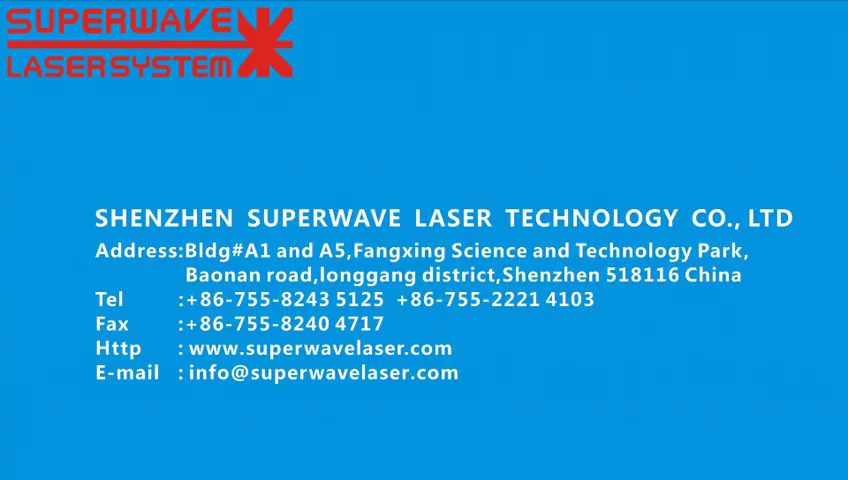 SUPERWAVE
LASER SYSTEM
SHENZHEN SUPERWAVE LASER TECHNOLOGY CO., LTD
Address:Bldg#A1 and A5,Fangxing Science and Technology Park,
Baonan road,longgang district,Shenzhen 518116 China
Tel :+86-755-8243 5125 +86-755-2221 4103
Fax :+86-755-8240 4717
Http : www.superwavelaser.com
E-mail : info@superwavelaser.com